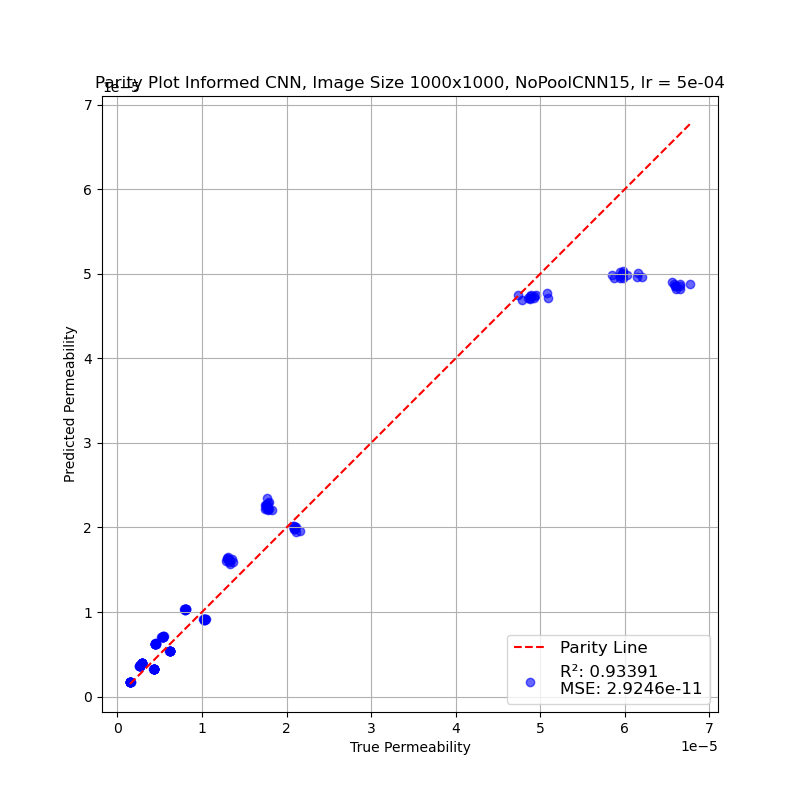 Parity Plot Informed CNN, Image Size 1000x1000, NoPoolCNN15, lr = 5e-04
1e−5
7
6
5
4
3
2
1
0
Predicted Permeability
Parity Line
R²: 0.93391
MSE: 2.9246e-11
0 1 2 3 4 5 6 7
True Permeability
1e−5